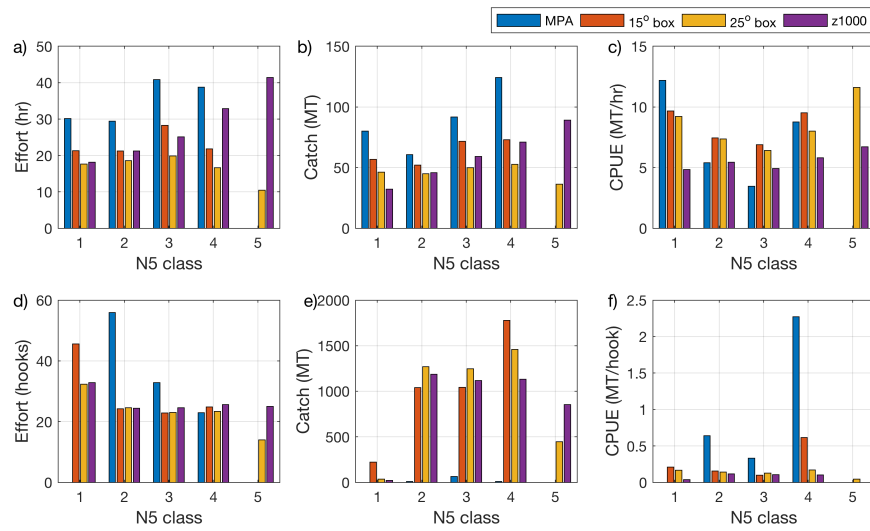 MPA 15° box 25° box z1000
a) b) c)
50 40 30 20 10 0
Effort (hr)
1 2 3 4 5
N5 class
150 100 50 0
Catch (MT)
1 2 3 4 5
N5 class
15 10 5 0
CPUE (MT/hr)
1 2 3 4 5
N5 class
d) e) f)
60 40 20 0
Effort (hooks)
1 2 3 4 5
N5 class
2000 1500 1000 500 0
Catch (MT)
1 2 3 4 5
N5 class
2.5 2 1.5 1 0.5 0
CPUE (MT/hook)
1 2 3 4 5
N5 class